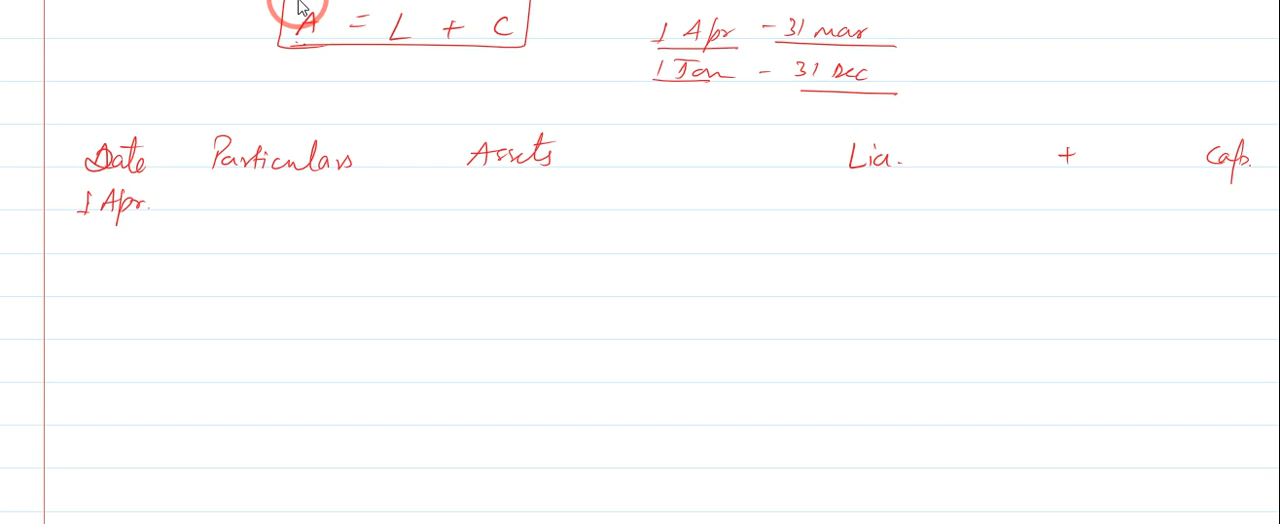 A = L + C
1 Apr - 31 mar
1 Jan - 31 Dec
Date Particulars Assets Lia. + Cap.
1 Apr.